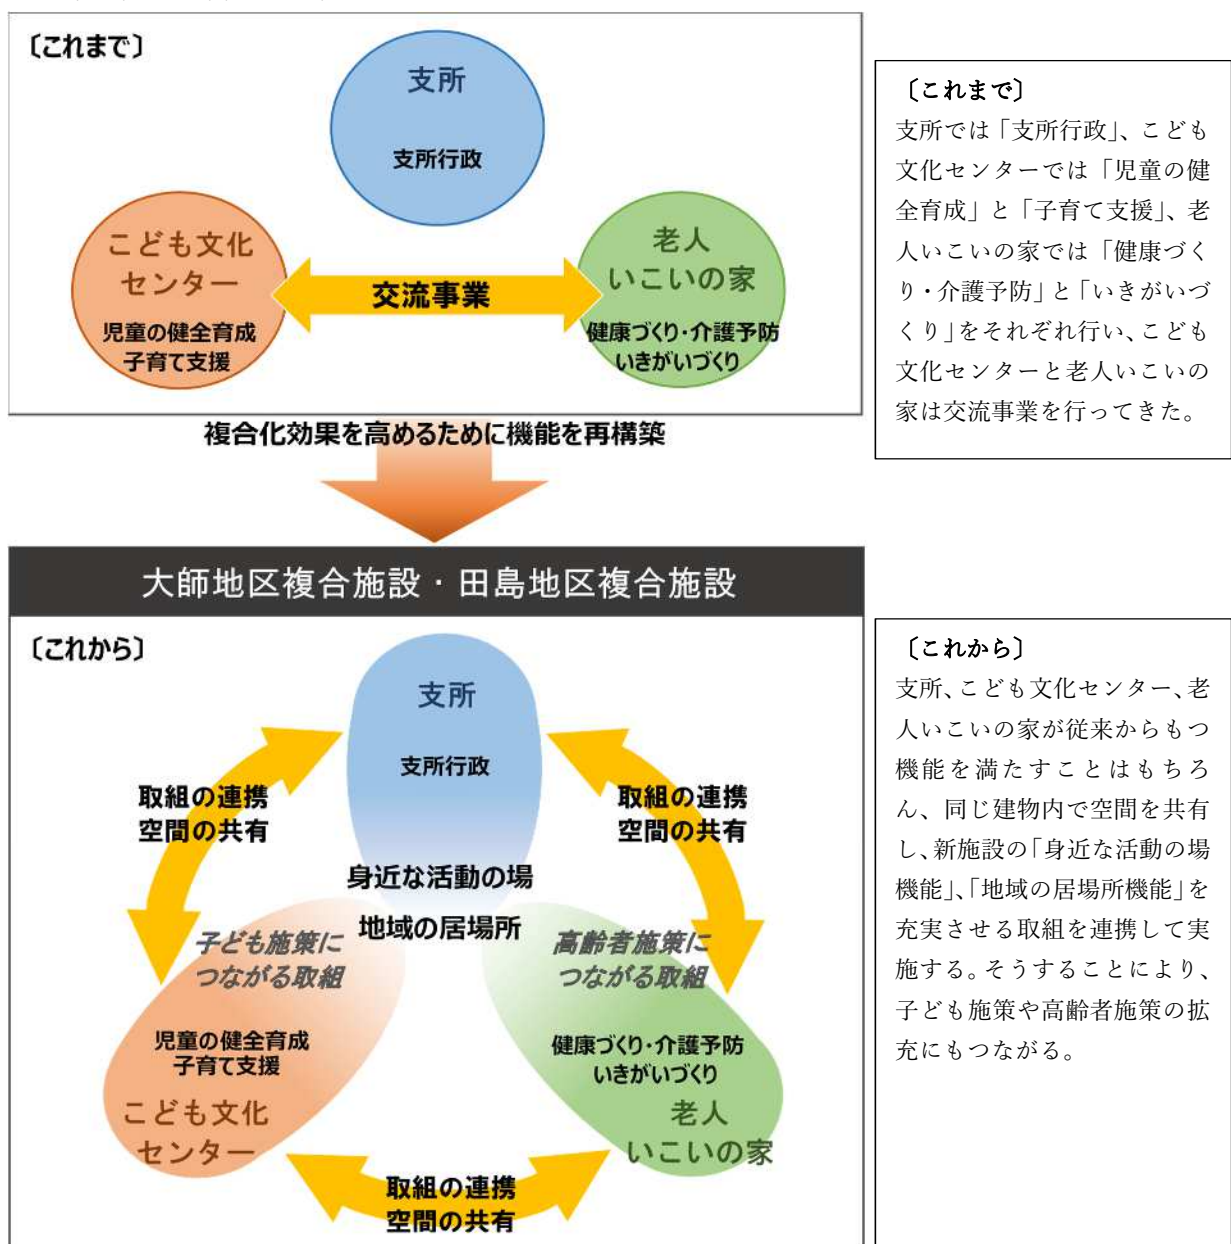 〔これまで〕
支所
支所行政
こども文化
センター
児童の健全育成
子育て支援
交流事業
老人
いこいの家
健康づくり・介護予防
いきがいづくり
〔これまで〕
支所では「支所行政」、こども
文化センターでは「児童の健
全育成」と「子育て支援」、老
人いこいの家では「健康づく
り・介護予防」と「いきがいづ
くり」をそれぞれ行い、こども
文化センターと老人いこいの
家は交流事業を行ってきた。
複合化効果を高めるために機能を再構築
大師地区複合施設・田島地区複合施設
〔これから〕
支所
支所行政
取組の連携
空間の共有
取組の連携
空間の共有
身近な活動の場
地域の居場所
子ども施策に
つながる取組
高齢者施策に
つながる取組
児童の健全育成
子育て支援
こども文化
センター
健康づくり・介護予防
いきがいづくり
老人
いこいの家
取組の連携
空間の共有
〔これから〕
支所、こども文化センター、老
人いこいの家が従来からもつ
機能を満たすことはもちろ
ん、同じ建物内で空間を共有
し、新施設の「身近な活動の場
機能」、「地域の居場所機能」を
充実させる取組を連携して実
施する。そうすることにより、
子ども施策や高齢者施策の拡
充にもつながる。